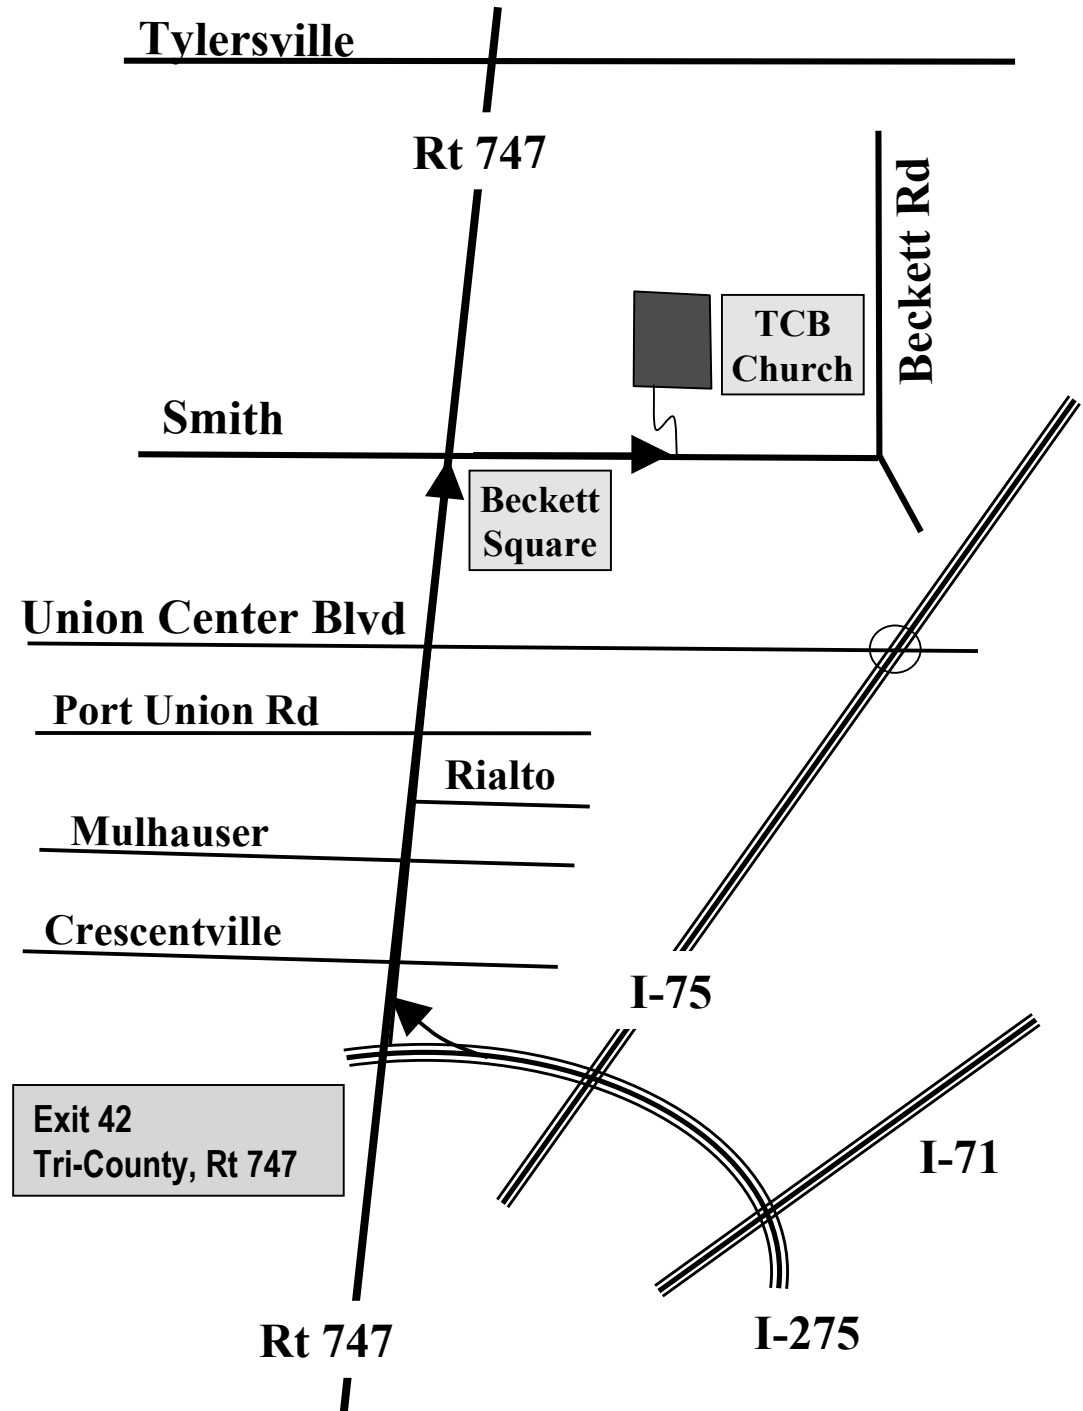 Tylersville
Rt 747
Beckett Rd
TCB
Church
Smith
Beckett
Square
Union Center Blvd
Port Union Rd
Rialto
Mulhauser
Crescentville
I-75
Exit 42
Tri-County, Rt 747
I-71
Rt 747
I-275